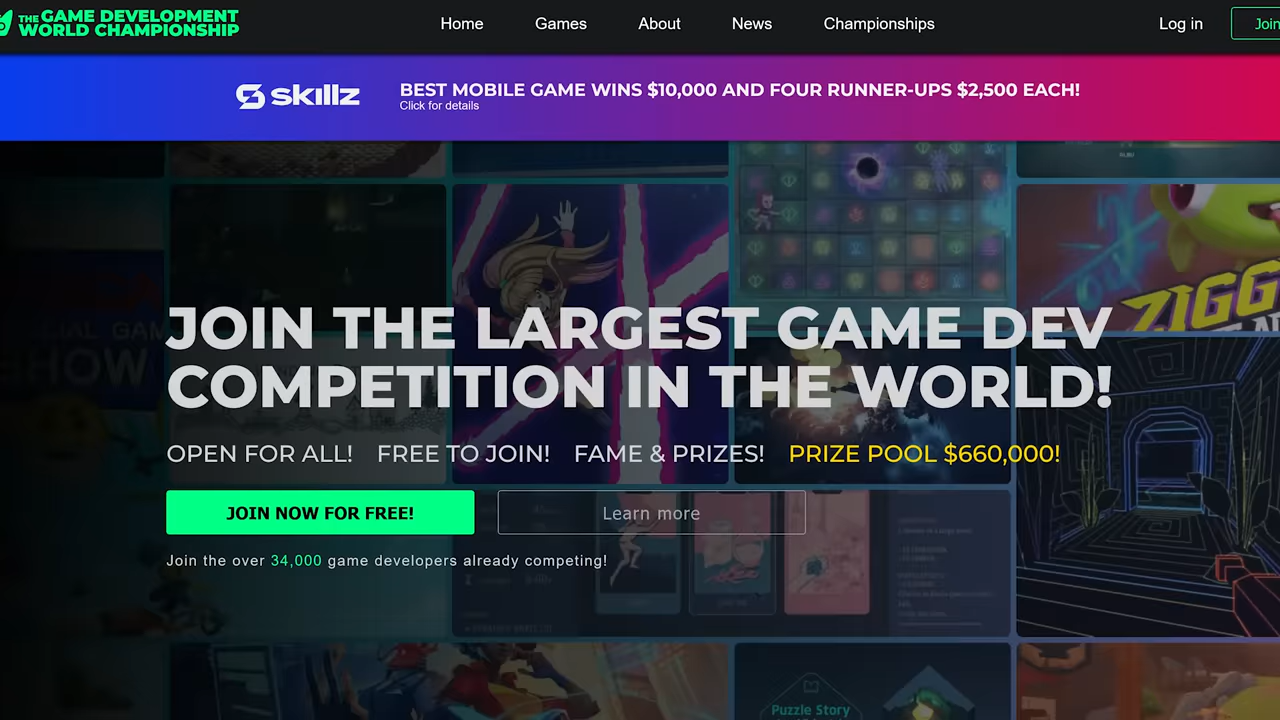 THE GAME DEVELOPMENT
WORLD CHAMPIONSHIP
Home Games About News Championships Log in Join
skillz
BEST MOBILE GAME WINS $10,000 AND FOUR RUNNER-UPS $2,500 EACH!
Click for details
ZIGG
SHOW
JOIN THE LARGEST GAME DEV
COMPETITION IN THE WORLD!
OPEN FOR ALL! FREE TO JOIN! FAME & PRIZES! PRIZE POOL $660,000!
JOIN NOW FOR FREE! Learn more
Join the over 34,000 game developers already competing!
Puzzle Story